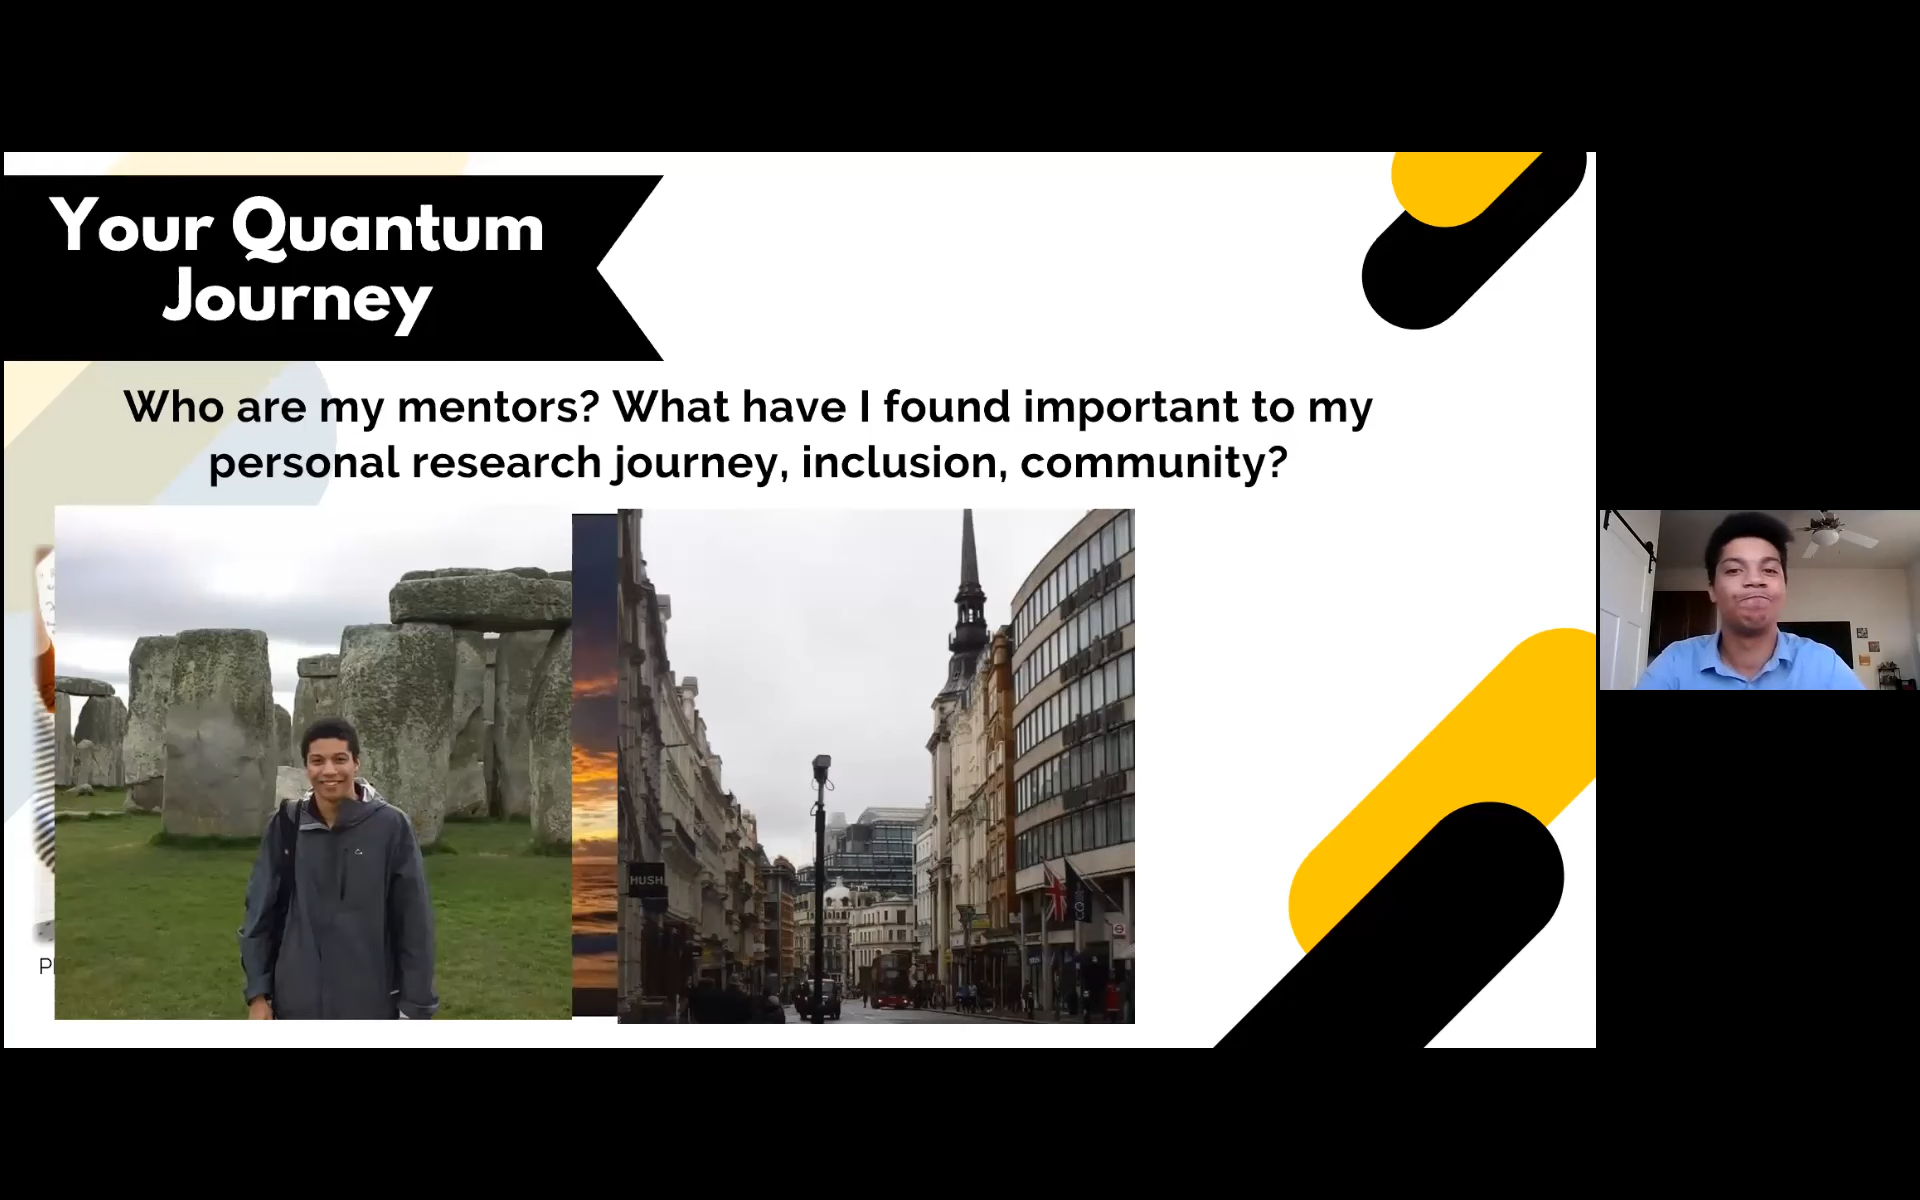 Your Quantum
Journey
Who are my mentors? What have I found important to my
personal research journey, inclusion, community?
HUSH